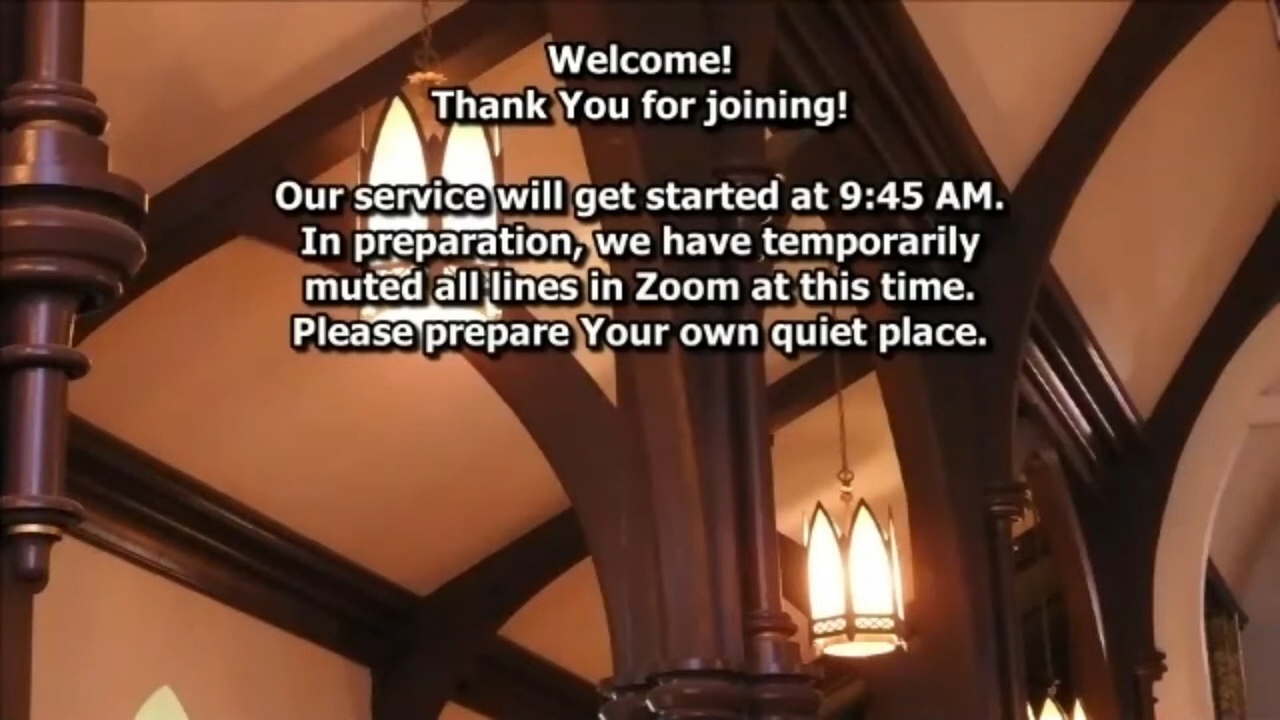 Welcome!
Thank You for joining!
Our service will get started at 9:45 AM.
In preparation, we have temporarily
muted all lines in Zoom at this time.
Please prepare Your own quiet place.